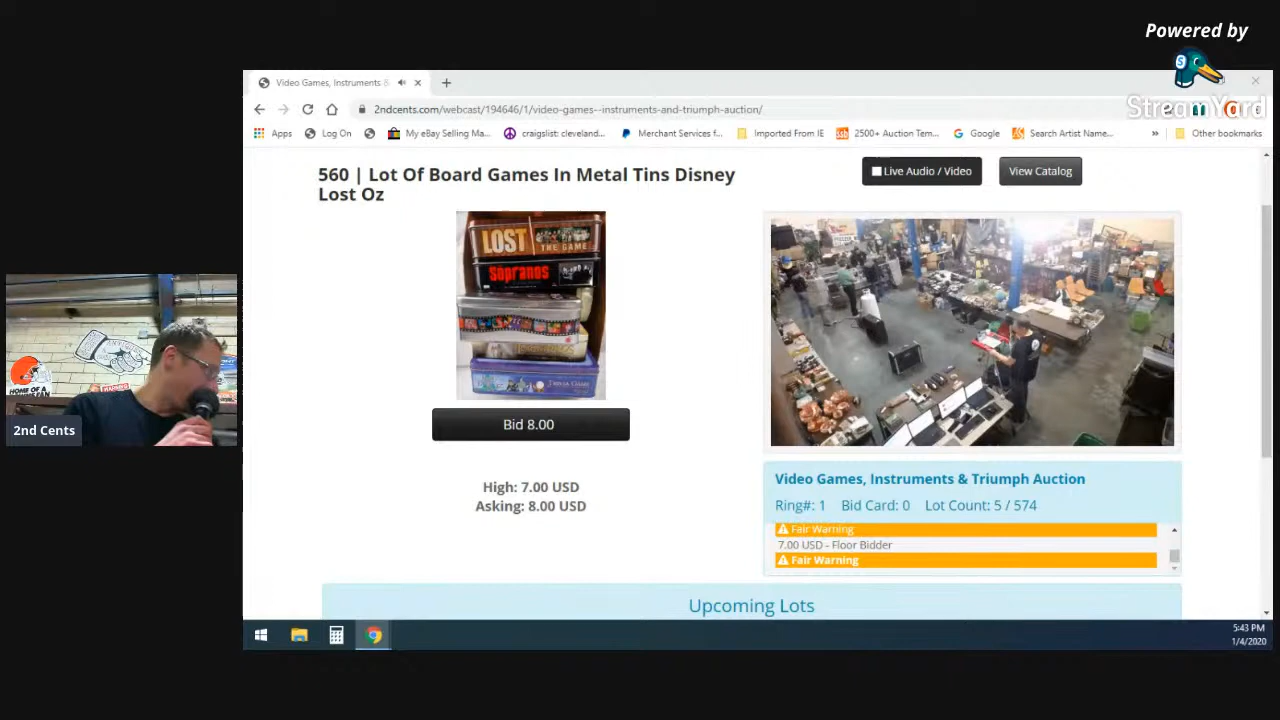 Powered by
StreamYard
Video Games, Instruments &
2ndcents.com/webcast/194646/1/video-games--instruments-and-triumph-auction/
Apps
Log On
My eBay Selling Ma...
craigslist: cleveland...
Merchant Services f...
Imported From IE
2500+ Auction Tem...
Google
Search Artist Name...
»
Other bookmarks
560 | Lot Of Board Games In Metal Tins Disney
Lost Oz
Live Audio / Video
View Catalog
LOST
THE GAME
Sopranos
TRIVIA GAME
Bid 8.00
High: 7.00 USD
Asking: 8.00 USD
HOME OF A
2nd Cents
Video Games, Instruments & Triumph Auction
Ring#: 1 Bid Card: 0 Lot Count: 5 / 574
Fair Warning
7.00 USD - Floor Bidder
Fair Warning
Upcoming Lots
5:43 PM
1/4/2020